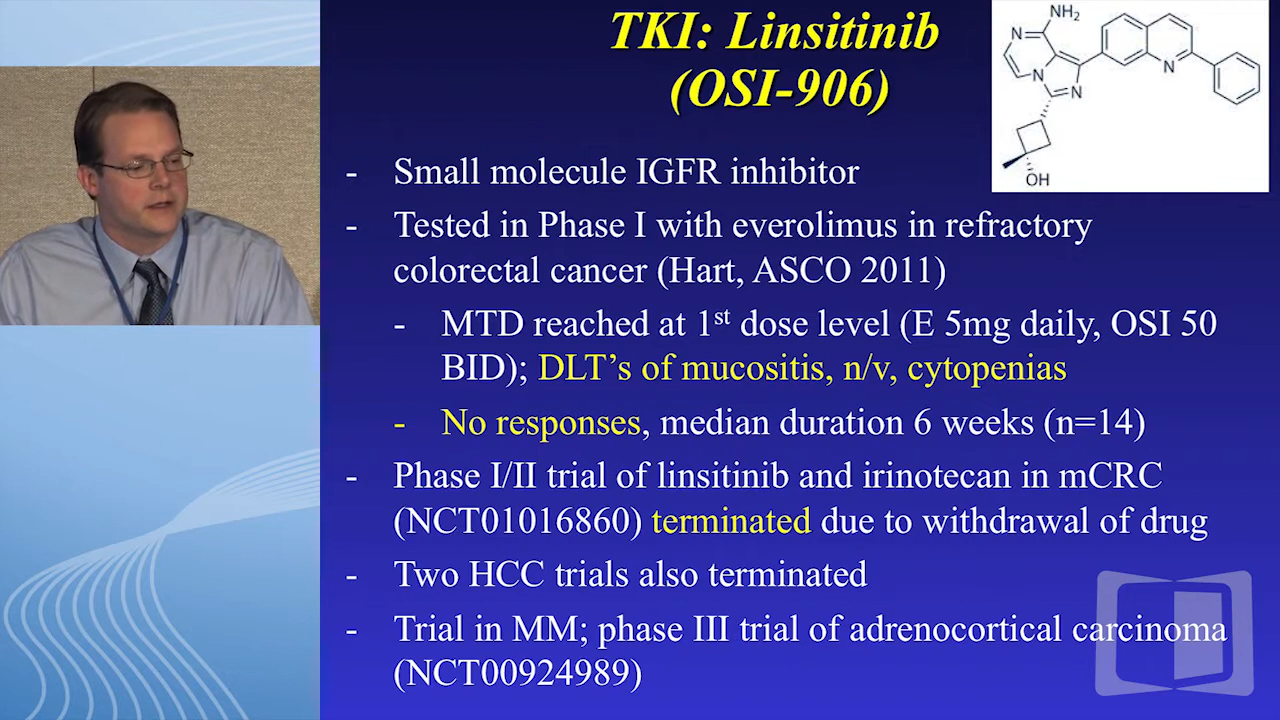 TKI: Linsitinib
(OSI-906)
NH₂
N
N
N
N
OH
- Small molecule IGFR inhibitor
- Tested in Phase I with everolimus in refractory
colorectal cancer (Hart, ASCO 2011)
- MTD reached at 1st dose level (E 5mg daily, OSI 50
BID); DLT's of mucositis, n/v, cytopenias
- No responses, median duration 6 weeks (n=14)
- Phase I/II trial of linsitinib and irinotecan in mCRC
(NCT01016860) terminated due to withdrawal of drug
- Two HCC trials also terminated
- Trial in MM; phase III trial of adrenocortical carcinoma
(NCT00924989)